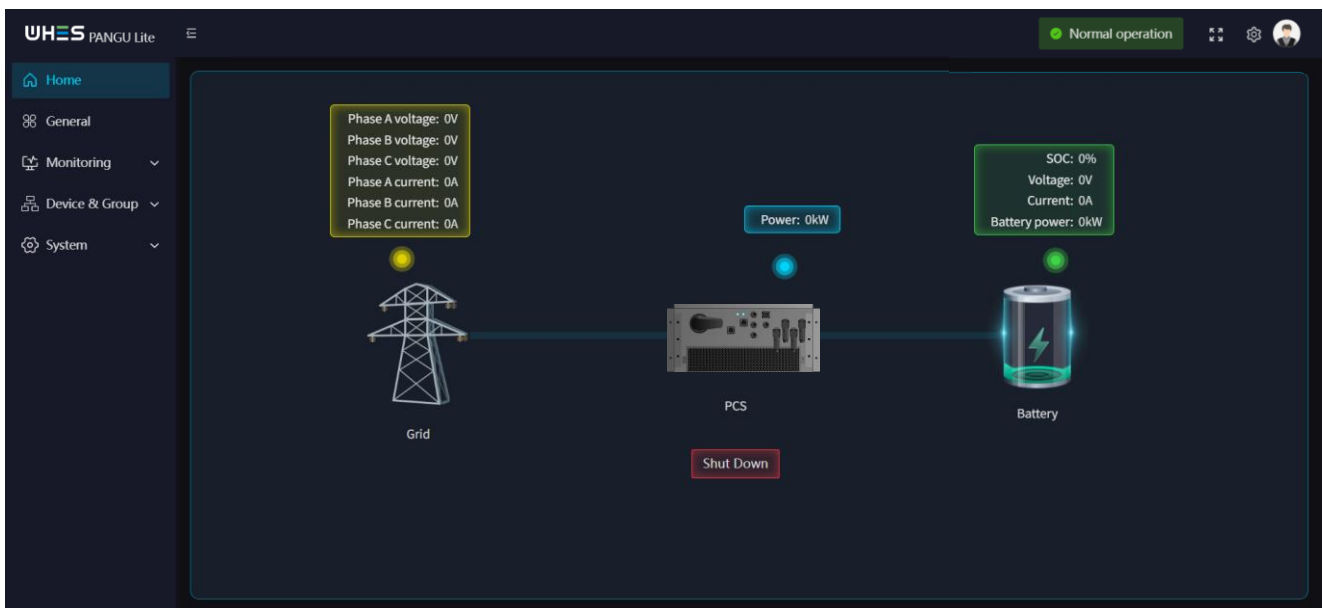 WHES PANGU Lite
Normal operation
Home
General
Monitoring
Device & Group
System
Phase A voltage: 0V
Phase B voltage: 0V
Phase C voltage: 0V
Phase A current: 0A
Phase B current: 0A
Phase C current: 0A
Power: 0kW
SOC: 0%
Voltage: 0V
Current: 0A
Battery power: 0kW
Grid
PCS
Battery
Shut Down